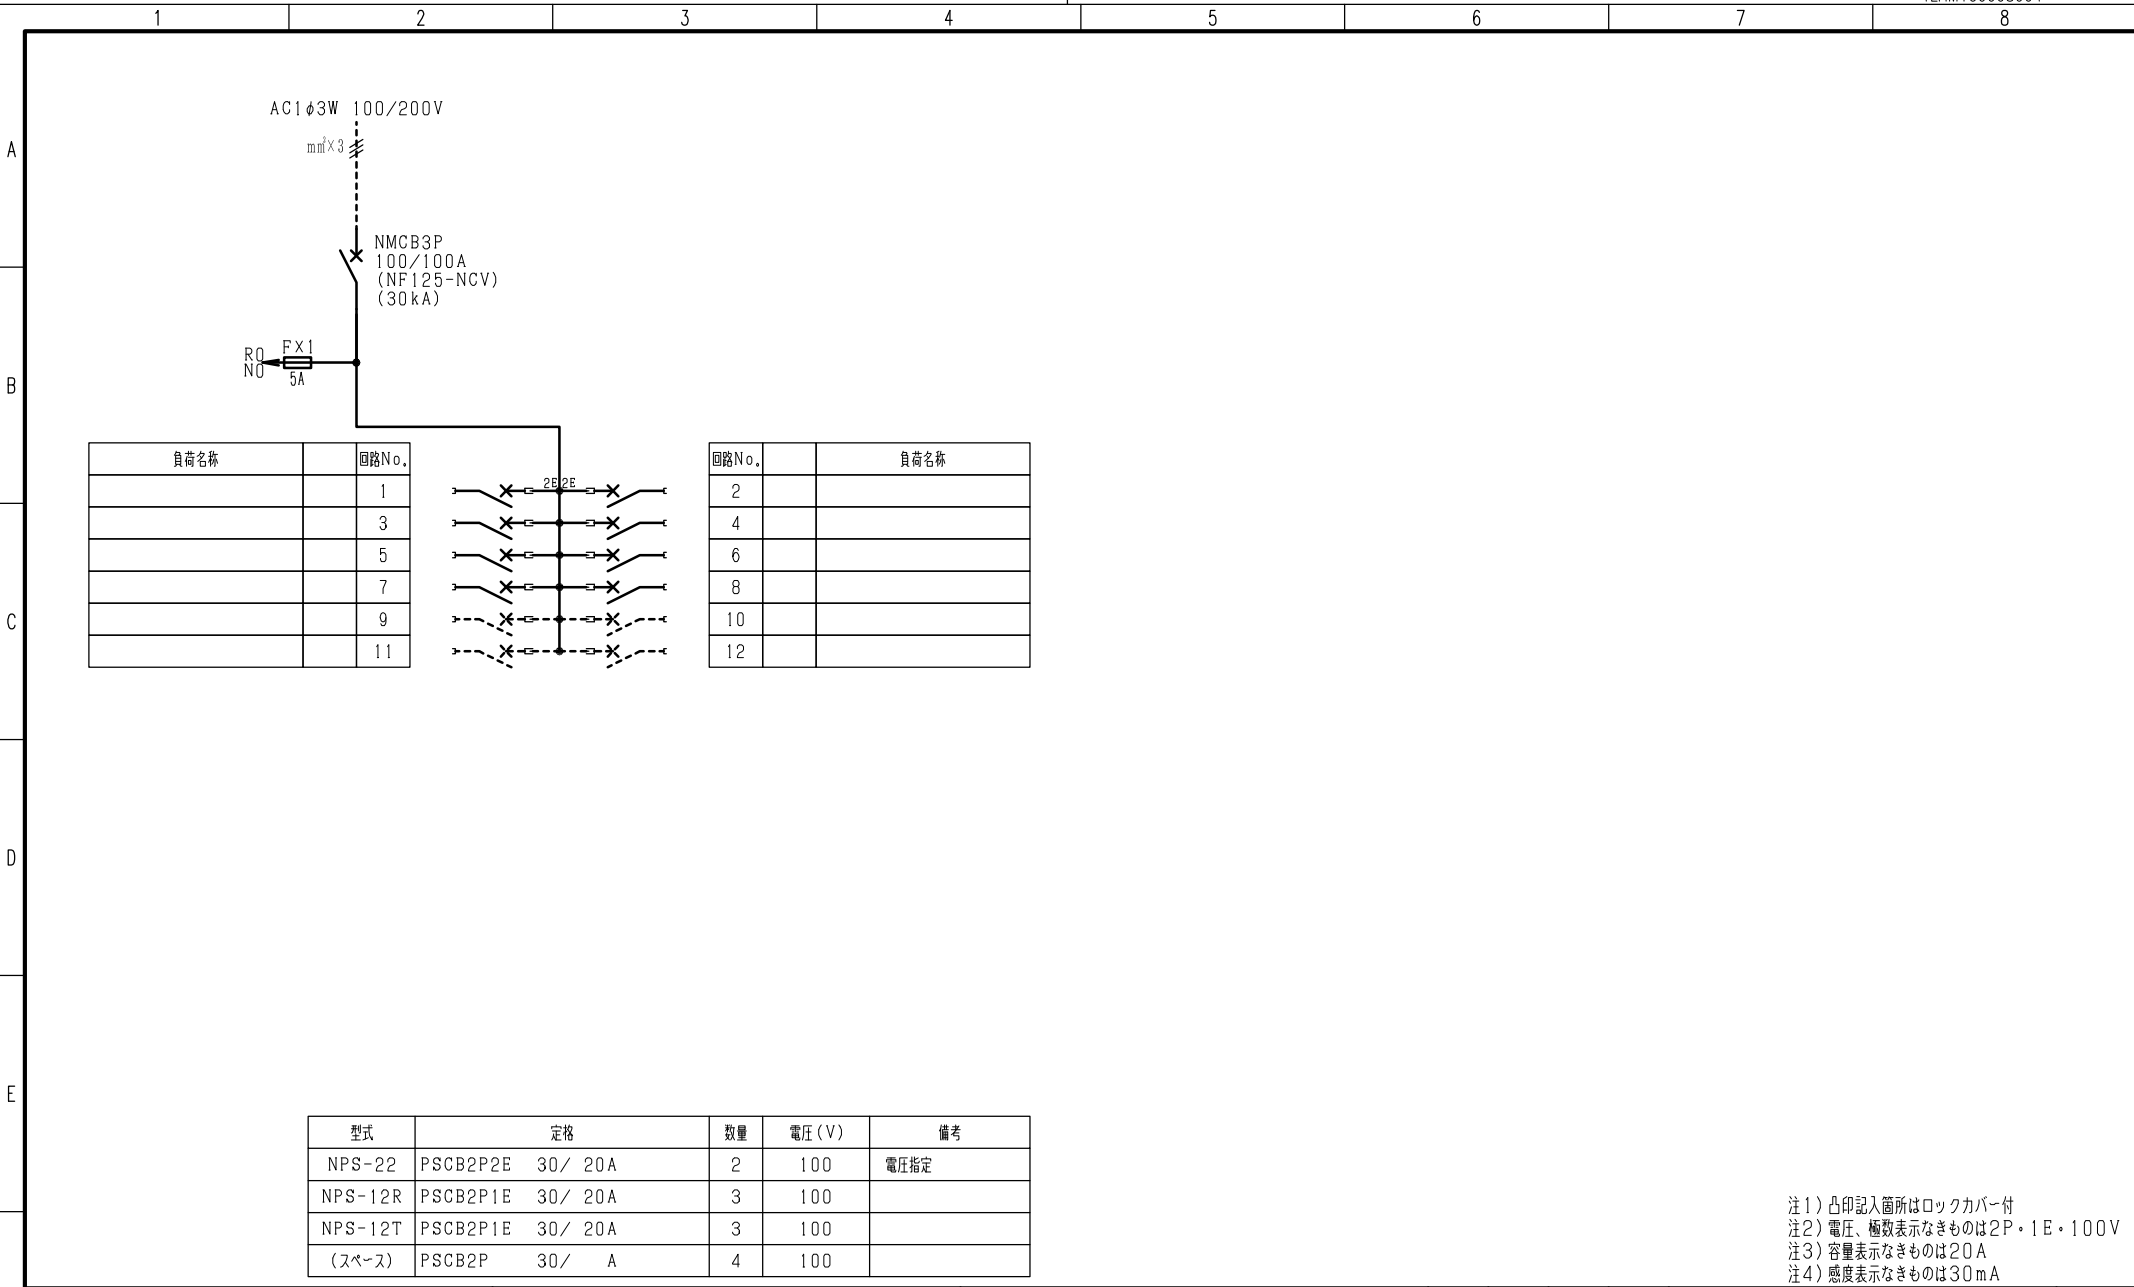 1 2 3 4 5 6 7 8
A
AC1φ3W 100/200V
mm²×3
NMCB3P
100/100A
(NF125-NCV)
(30kA)
B
R0
N0
F×1
5A
負荷名称 回路No. 回路No. 負荷名称
2E 2E
1 2
3 4
5 6
7 8
C
9 10
11 12
D
E
型式 定格 数量 電圧(V) 備考
NPS-22 PSCB2P2E 30/ 20A 2 100 電圧指定
NPS-12R PSCB2P1E 30/ 20A 3 100
NPS-12T PSCB2P1E 30/ 20A 3 100
(スペース) PSCB2P 30/ A 4 100
注1)凸印記入箇所はロックカバー付
注2)電圧、極数表示なきものは2P・1E・100V
注3)容量表示なきものは20A
注4)感度表示なきものは30mA